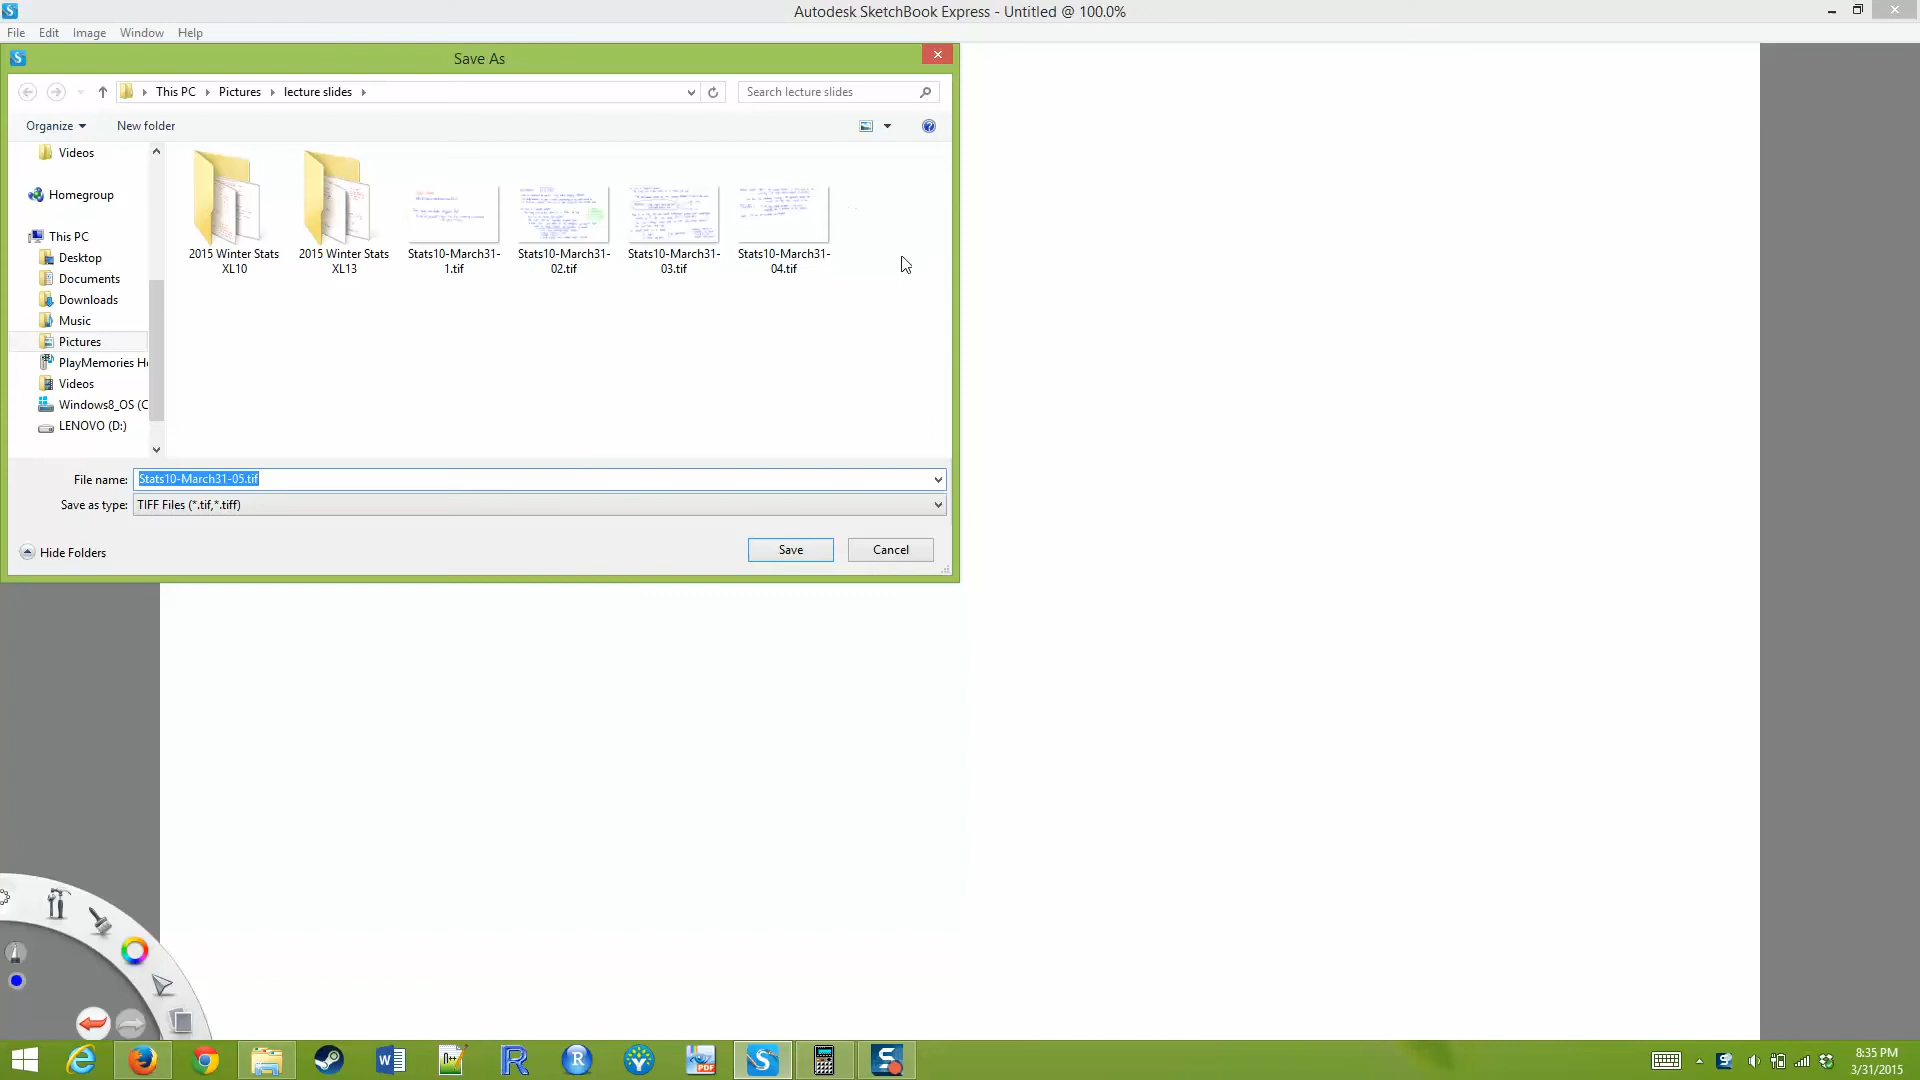 Autodesk SketchBook Express - Untitled @ 100.0%
File Edit Image Window Help
Save As
This PC Pictures lecture slides
Search lecture slides
Organize New folder
Videos
Homegroup
This PC
Desktop
Documents
Downloads
Music
Pictures
PlayMemories Ho
Videos
Windows8_OS (C
LENOVO (D:)
2015 Winter Stats
XL10
2015 Winter Stats
XL13
Stats10-March31-
1.tif
Stats10-March31-
02.tif
Stats10-March31-
03.tif
Stats10-March31-
04.tif
File name: Stats10-March31-05.tif
Save as type: TIFF Files (*.tif,*.tiff)
Hide Folders
Save Cancel
8:35 PM
3/31/2015